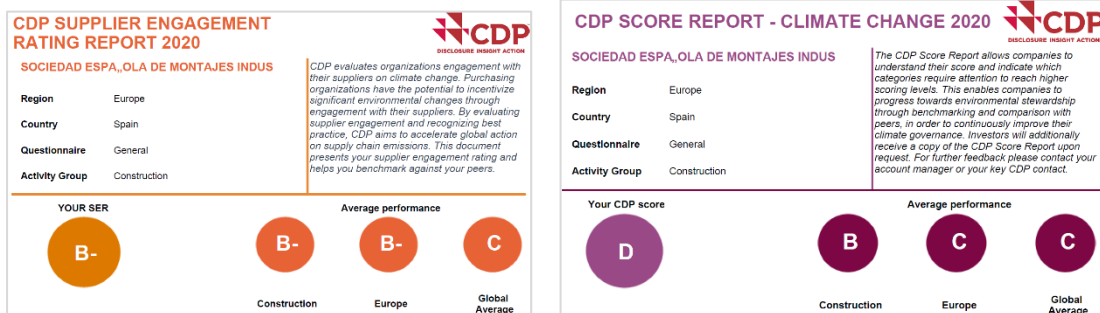 CDP SUPPLIER ENGAGEMENT
RATING REPORT 2020
CDP
DISCLOSURE INSIGHT ACTION
SOCIEDAD ESPA„OLA DE MONTAJES INDUS
Region Europe
Country Spain
Questionnaire General
Activity Group Construction
CDP evaluates organizations engagement with
their suppliers on climate change. Purchasing
organizations have the potential to incentivize
significant environmental changes through
engagement with their suppliers. By evaluating
supplier engagement and recognizing best
practice, CDP aims to accelerate global action
on supply chain emissions. This document
presents your supplier engagement rating and
helps you benchmark against your peers.
YOUR SER
Average performance
B-
B-
B-
C
Construction
Europe
Global
Average
CDP SCORE REPORT - CLIMATE CHANGE 2020
CDP
DISCLOSURE INSIGHT ACTION
SOCIEDAD ESPA„OLA DE MONTAJES INDUS
Region Europe
Country Spain
Questionnaire General
Activity Group Construction
The CDP Score Report allows companies to
understand their score and indicate which
categories require attention to reach higher
scoring levels. This enables companies to
progress towards environmental stewardship
through benchmarking and comparison with
peers, in order to continuously improve their
climate governance. Investors will additionally
receive a copy of the CDP Score Report upon
request. For further feedback please contact your
account manager or your key CDP contact.
Your CDP score
Average performance
D
B
C
C
Construction
Europe
Global
Average